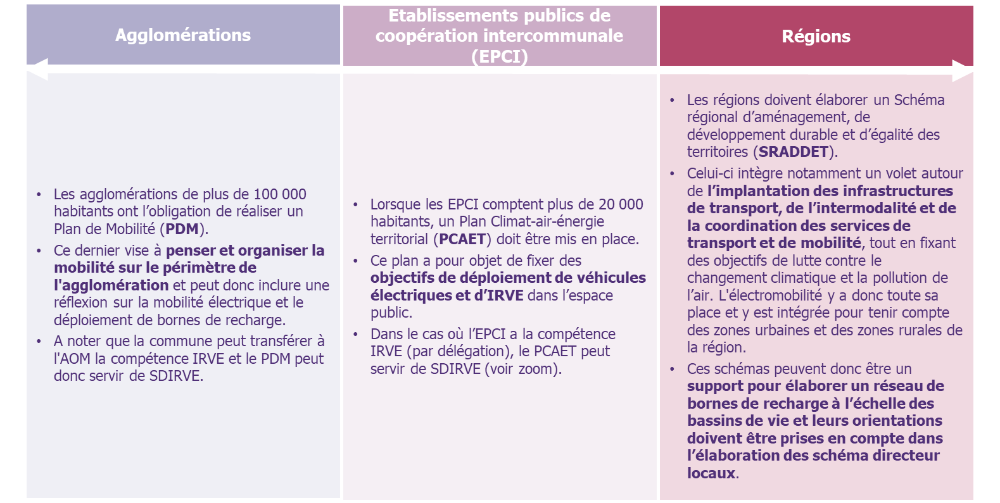 Agglomérations
Etablissements publics de
coopération intercommunale
(EPCI)
Régions
• Les agglomérations de plus de 100 000
habitants ont l’obligation de réaliser un
Plan de Mobilité (PDM).
• Ce dernier vise à penser et organiser la
mobilité sur le périmètre de
l'agglomération et peut donc inclure une
réflexion sur la mobilité électrique et le
déploiement de bornes de recharge.
• A noter que la commune peut transférer à
l'AOM la compétence IRVE et le PDM peut
donc servir de SDIRVE.
• Lorsque les EPCI comptent plus de 20 000
habitants, un Plan Climat-air-énergie
territorial (PCAET) doit être mis en place.
• Ce plan a pour objet de fixer des
objectifs de déploiement de véhicules
électriques et d’IRVE dans l’espace
public.
• Dans le cas où l’EPCI a la compétence
IRVE (par délégation), le PCAET peut
servir de SDIRVE (voir zoom).
• Les régions doivent élaborer un Schéma
régional d’aménagement, de
développement durable et d’égalité des
territoires (SRADDET).
• Celui-ci intègre notamment un volet autour
de l’implantation des infrastructures
de transport, de l’intermodalité et de
la coordination des services de
transport et de mobilité, tout en fixant
des objectifs de lutte contre le
changement climatique et la pollution de
l’air. L'électromobilité y a donc toute sa
place et y est intégrée pour tenir compte
des zones urbaines et des zones rurales de
la région.
• Ces schémas peuvent donc être un
support pour élaborer un réseau de
bornes de recharge à l’échelle des
bassins de vie et leurs orientations
doivent être prises en compte dans
l’élaboration des schéma directeur
locaux.